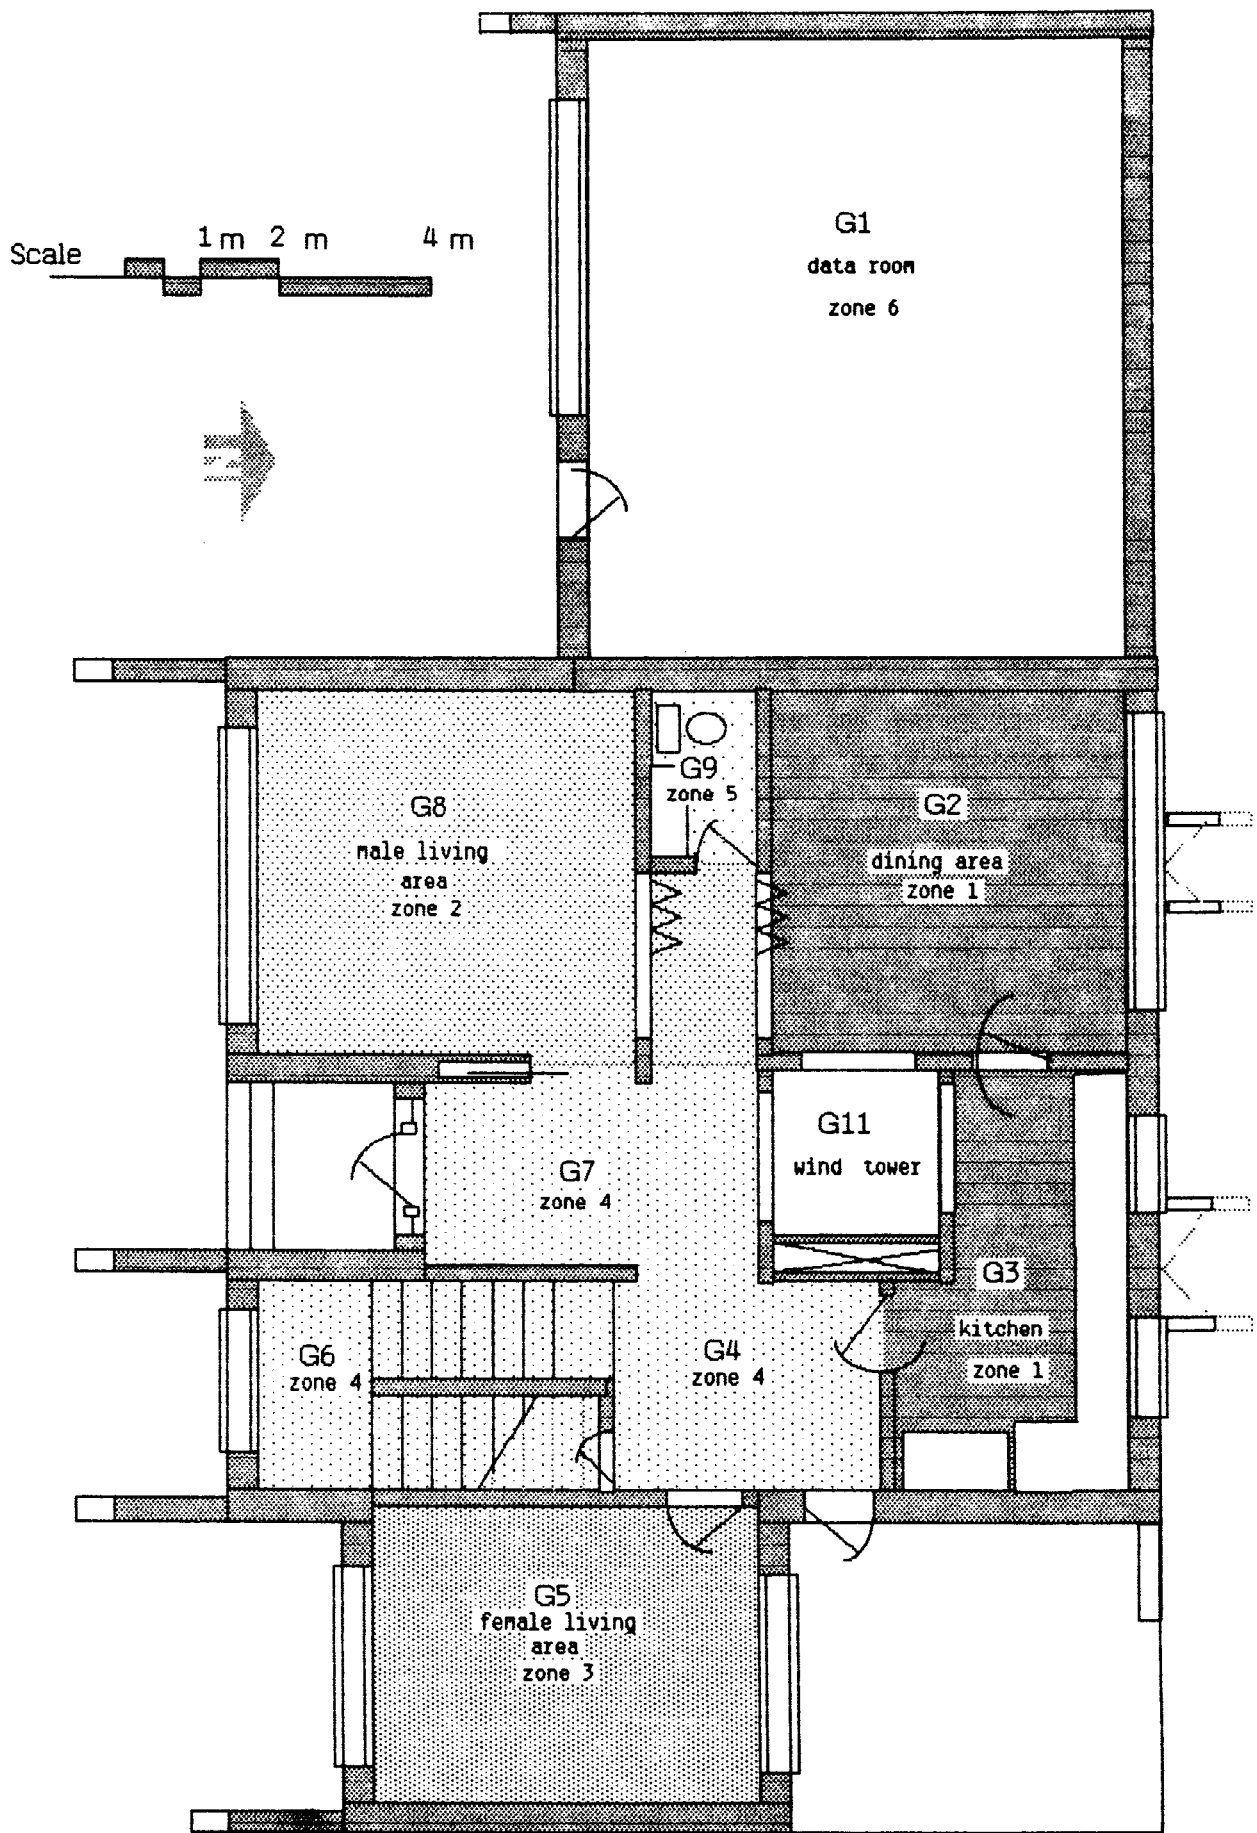 G1
data room
zone 6
1 m 2 m 4 m
Scale
N
G9
zone 5
G8
male living
area
zone 2
G2
dining area
zone 1
G11
wind tower
G7
zone 4
G3
kitchen
zone 1
G6
zone 4
G4
zone 4
G5
female living
area
zone 3